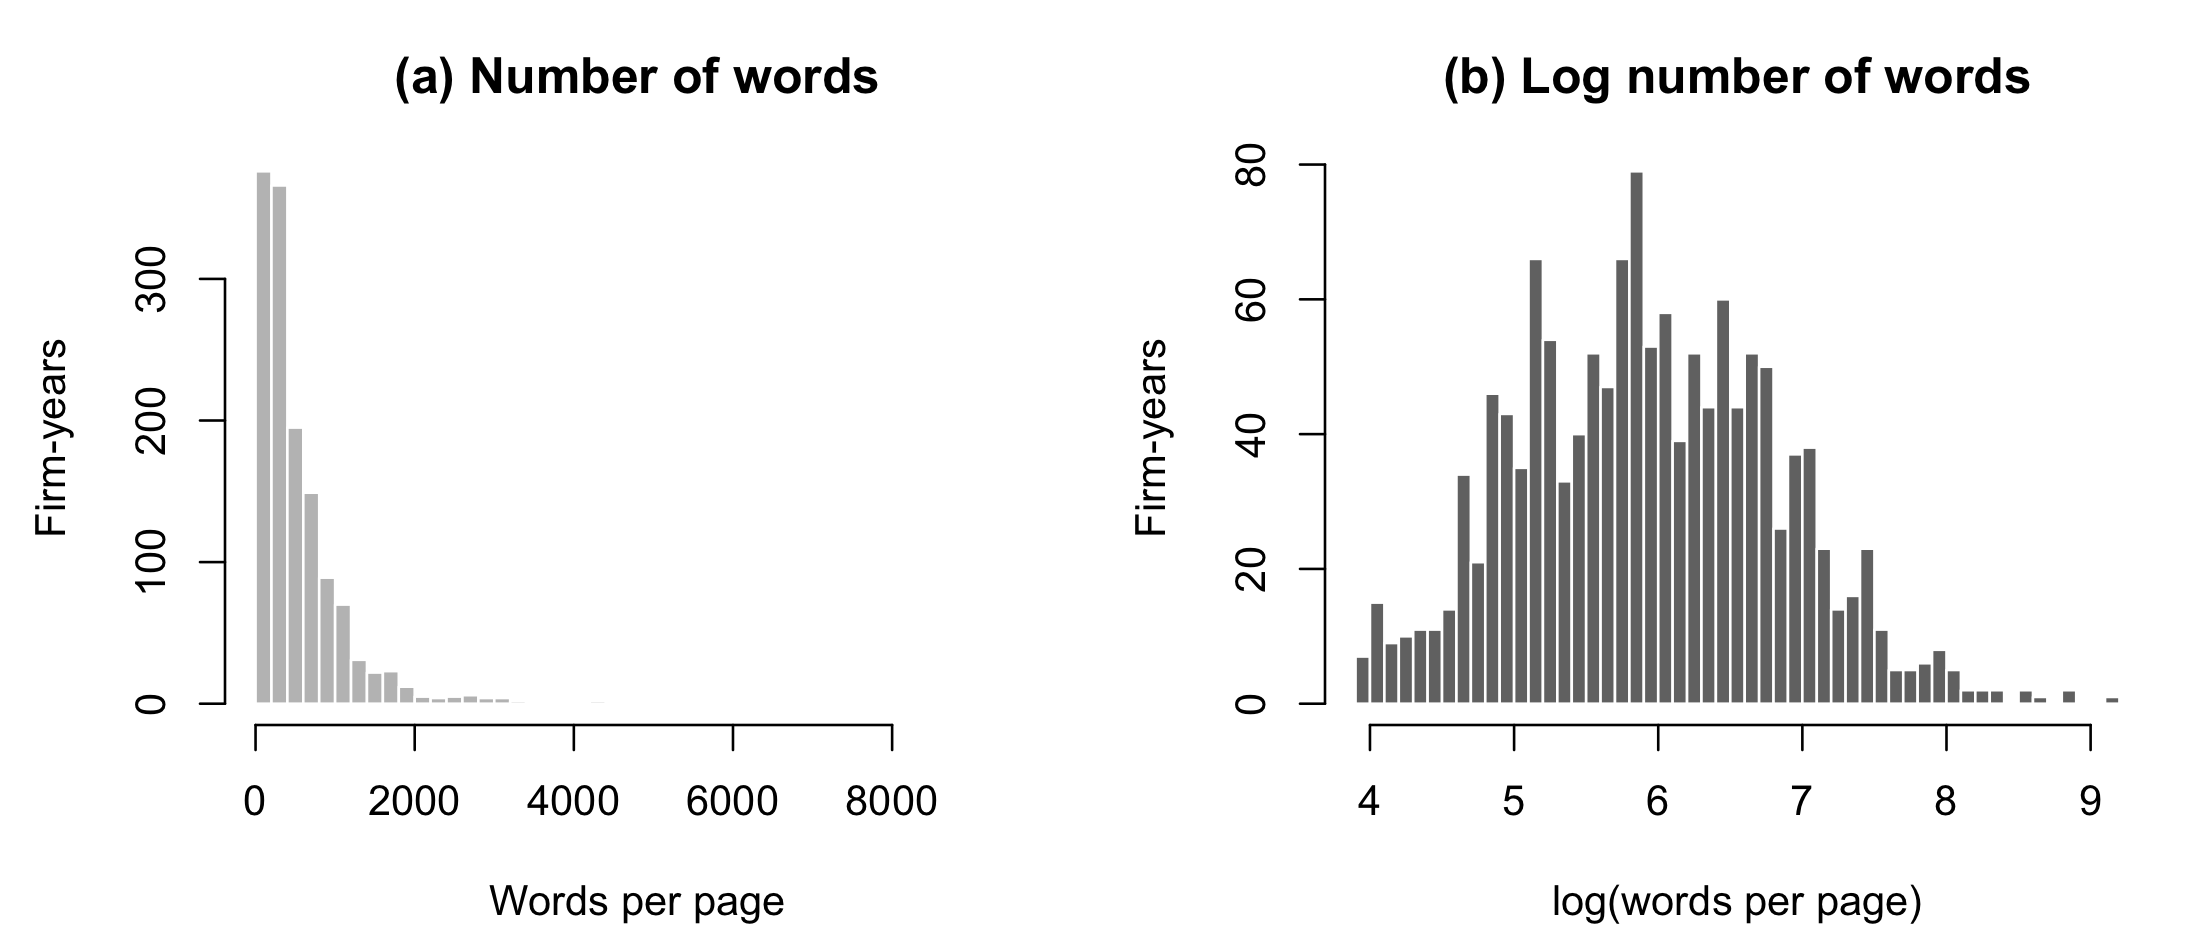 (a) Number of words
Firm-years
0
100
200
300
0 2000 4000 6000 8000
Words per page
(b) Log number of words
Firm-years
0
20
40
60
80
4 5 6 7 8 9
log(words per page)